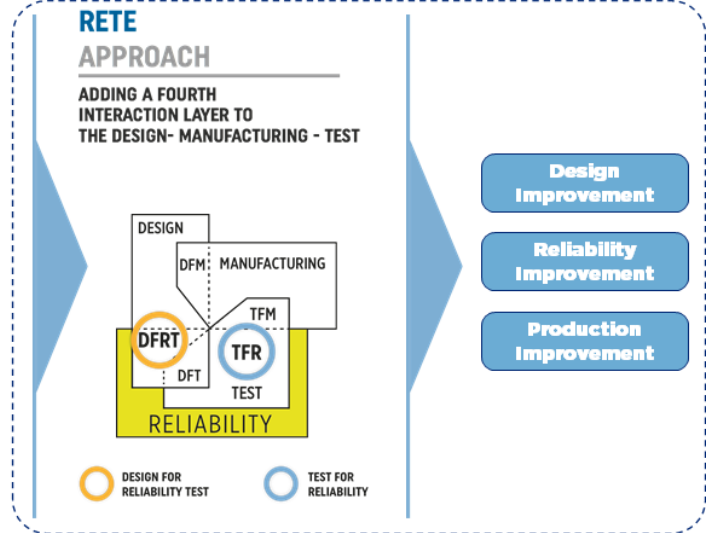 RETE
APPROACH
ADDING A FOURTH
INTERACTION LAYER TO
THE DESIGN- MANUFACTURING - TEST
DESIGN
DFM
MANUFACTURING
TFM
DFRT
TFR
DFT
TEST
RELIABILITY
DESIGN FOR
RELIABILITY TEST
TEST FOR
RELIABILITY
Design
Improvement
Reliability
Improvement
Production
Improvement